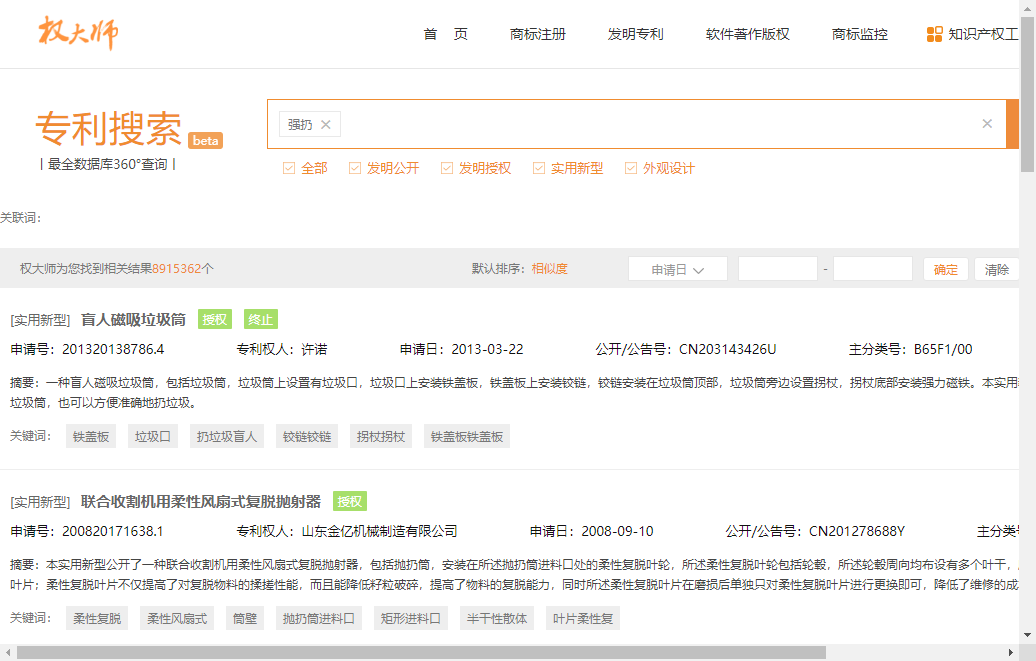 权大师
首 页 商标注册 发明专利 软件著作版权 商标监控 知识产权工
专利搜索 beta
| 最全数据库360°查询 |
强扔 ×
全部 发明公开 发明授权 实用新型 外观设计
关联词:
权大师为您找到相关结果8915362个 默认排序：相似度 申请日 - 确定 清除
[实用新型] 盲人磁吸垃圾筒 授权 终止
申请号：201320138786.4 专利权人：许诺 申请日：2013-03-22 公开/公告号：CN203143426U 主分类号：B65F1/00
摘要：一种盲人磁吸垃圾筒，包括垃圾筒，垃圾筒上设置有垃圾口，垃圾口上安装铁盖板，铁盖板上安装铰链，铰链安装在垃圾筒顶部，垃圾筒旁边设置拐杖，拐杖底部安装强力磁铁。本实用
垃圾筒，也可以方便准确地扔垃圾。
关键词： 铁盖板 垃圾口 扔垃圾盲人 铰链铰链 拐杖拐杖 铁盖板铁盖板
[实用新型] 联合收割机用柔性风扇式复脱抛射器 授权
申请号：200820171638.1 专利权人：山东金亿机械制造有限公司 申请日：2008-09-10 公开/公告号：CN201278688Y 主分类
摘要：本实用新型公开了一种联合收割机用柔性风扇式复脱抛射器，包括抛扔筒，安装在所述抛扔筒进料口处的柔性复脱叶轮，所述柔性复脱叶轮包括轮毂，所述轮毂周向均布设有多个叶干，
叶片；柔性复脱叶片不仅提高了对复脱物料的揉搓性能，而且能降低籽粒破碎，提高了物料的复脱能力，同时所述柔性复脱叶片在磨损后单独只对柔性复脱叶片进行更换即可，降低了维修的成
关键词： 柔性复脱 柔性风扇式 筒壁 抛扔筒进料口 矩形进料口 半干性散体 叶片柔性复